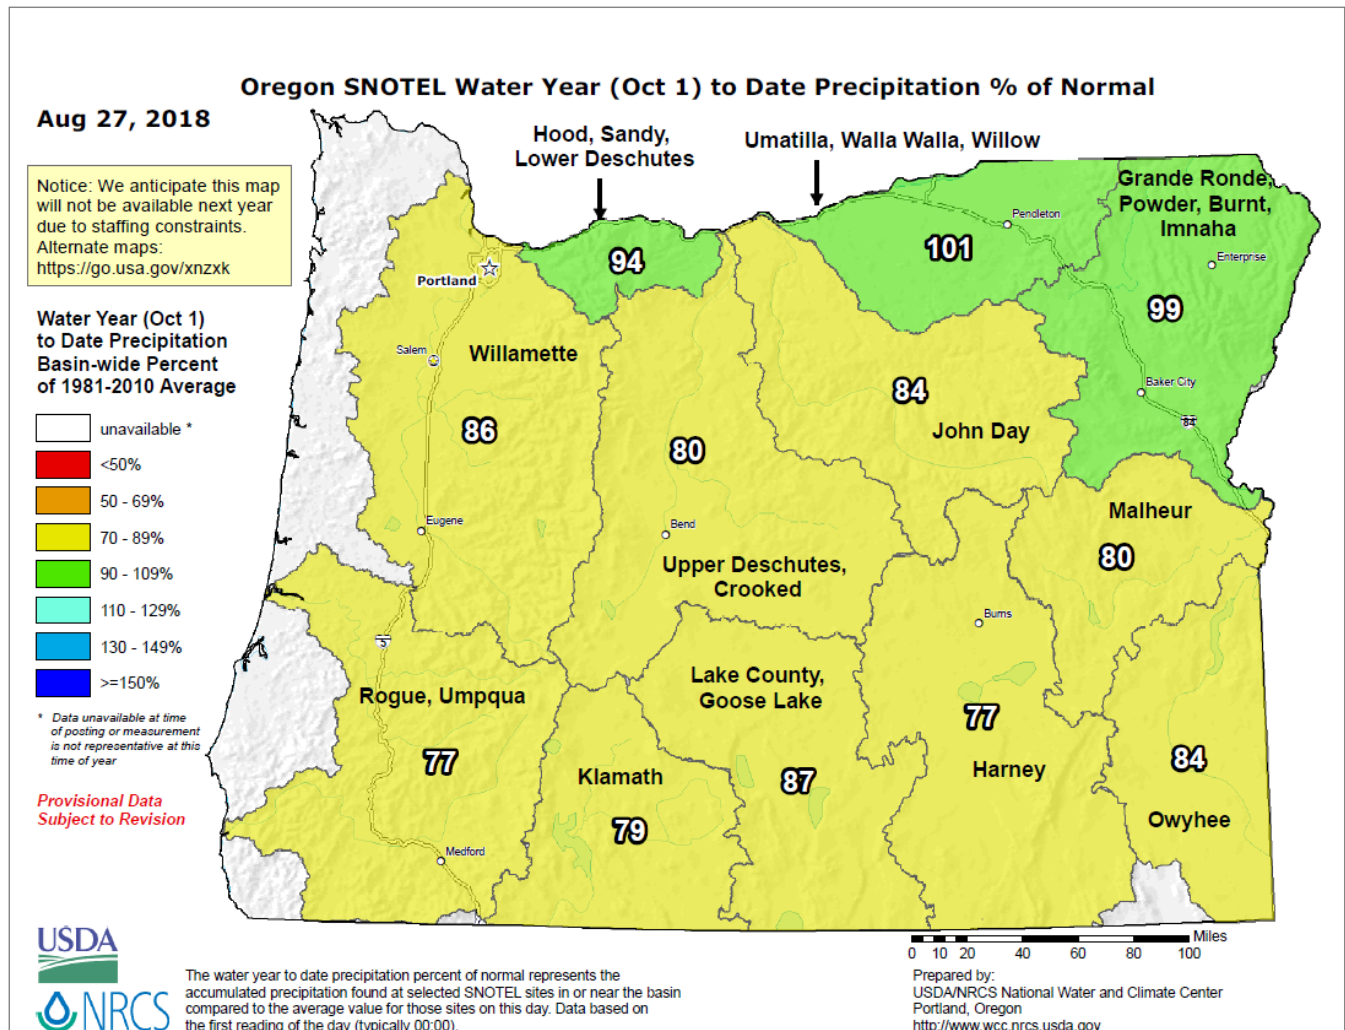 Oregon SNOTEL Water Year (Oct 1) to Date Precipitation % of Normal
Aug 27, 2018
Hood, Sandy,
Lower Deschutes
Umatilla, Walla Walla, Willow
Notice: We anticipate this map
will not be available next year
due to staffing constraints.
Alternate maps:
https://go.usa.gov/xnzxk
Grande Ronde,
Powder, Burnt,
Imnaha
Pendleton
Enterprise
101
94
99
Portland
Water Year (Oct 1)
to Date Precipitation
Basin-wide Percent
of 1981-2010 Average
Salem
Willamette
84
John Day
Baker City
84
86
80
unavailable *
<50%
50 - 69%
70 - 89%
90 - 109%
110 - 129%
130 - 149%
>=150%
Eugene
Bend
Upper Deschutes,
Crooked
Malheur
80
Burns
5
Rogue, Umpqua
77
Lake County,
Goose Lake
87
77
Harney
Klamath
79
84
Owyhee
Medford
* Data unavailable at time
of posting or measurement
is not representative at this
time of year
Provisional Data
Subject to Revision
Miles
0 10 20 40 60 80 100
USDA
NRCS
The water year to date precipitation percent of normal represents the
accumulated precipitation found at selected SNOTEL sites in or near the basin
compared to the average value for those sites on this day. Data based on
the first reading of the day (typically 00:00).
Prepared by:
USDA/NRCS National Water and Climate Center
Portland, Oregon
http://www.wcc.nrcs.usda.gov